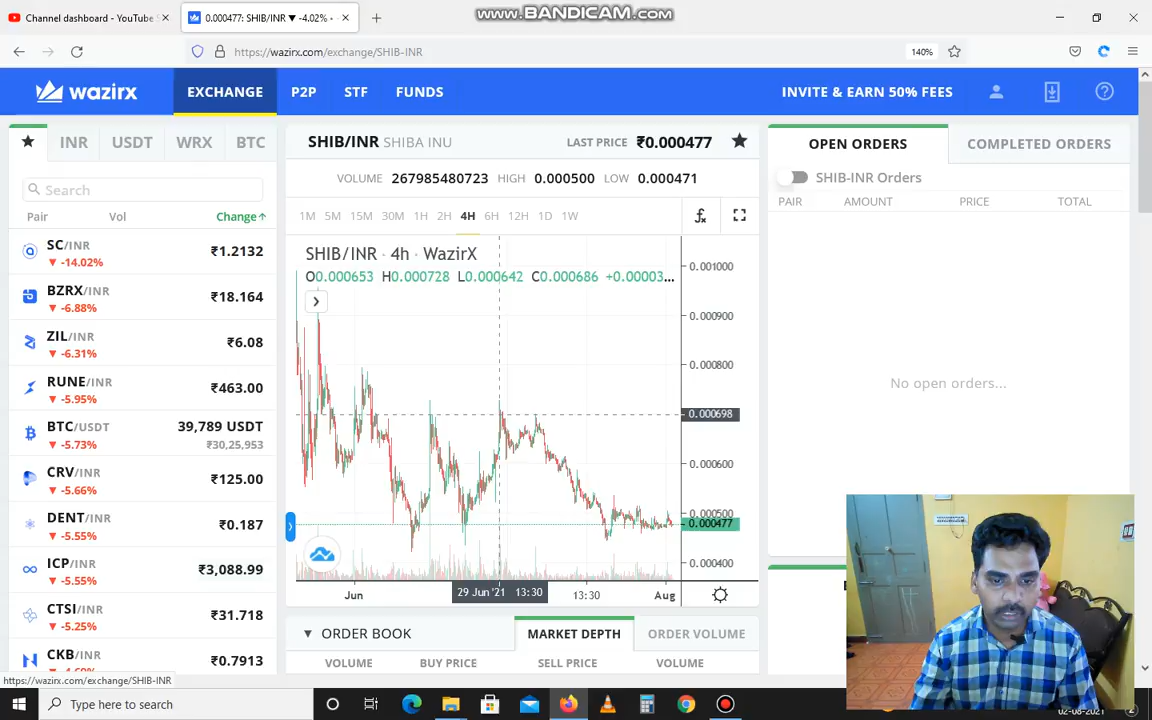 Channel dashboard - YouTube
0.000477: SHIB/INR ▼ -4.02%
www.BANDICAM.com
https://wazirx.com/exchange/SHIB-INR
140%
wazirx
EXCHANGE
P2P
STF
FUNDS
INVITE & EARN 50% FEES
INR
USDT
WRX
BTC
Search
Pair Vol Change↑
SC/INR ₹1.2132
▼ -14.02%
BZRX/INR ₹18.164
▼ -6.88%
ZIL/INR ₹6.08
▼ -6.31%
RUNE/INR ₹463.00
▼ -5.95%
BTC/USDT 39,789 USDT
▼ -5.73% ₹30,25,953
CRV/INR ₹125.00
▼ -5.66%
DENT/INR ₹0.187
▼ -5.55%
ICP/INR ₹3,088.99
▼ -5.55%
CTSI/INR ₹31.718
▼ -5.25%
CKB/INR ₹0.7913
https://wazirx.com/exchange/SHIB-INR
SHIB/INR SHIBA INU LAST PRICE ₹0.000477
VOLUME 267985480723 HIGH 0.000500 LOW 0.000471
1M 5M 15M 30M 1H 2H 4H 6H 12H 1D 1W
SHIB/INR · 4h · WazirX
O0.000653 H0.000728 L0.000642 C0.000686 +0.00003...
0.001000
0.000900
0.000800
0.000698
0.000600
0.000500
0.000477
0.000400
Jun 29 Jun '21 13:30 13:30 Aug
▼ ORDER BOOK MARKET DEPTH ORDER VOLUME
VOLUME BUY PRICE SELL PRICE VOLUME
OPEN ORDERS COMPLETED ORDERS
SHIB-INR Orders
PAIR AMOUNT PRICE TOTAL
No open orders...
Type here to search
02-08-2021